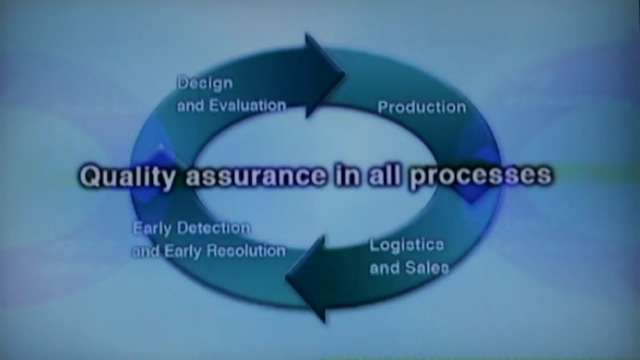 Design
and Evaluation
Production
Quality assurance in all processes
Early Detection
and Early Resolution
Logistics
and Sales